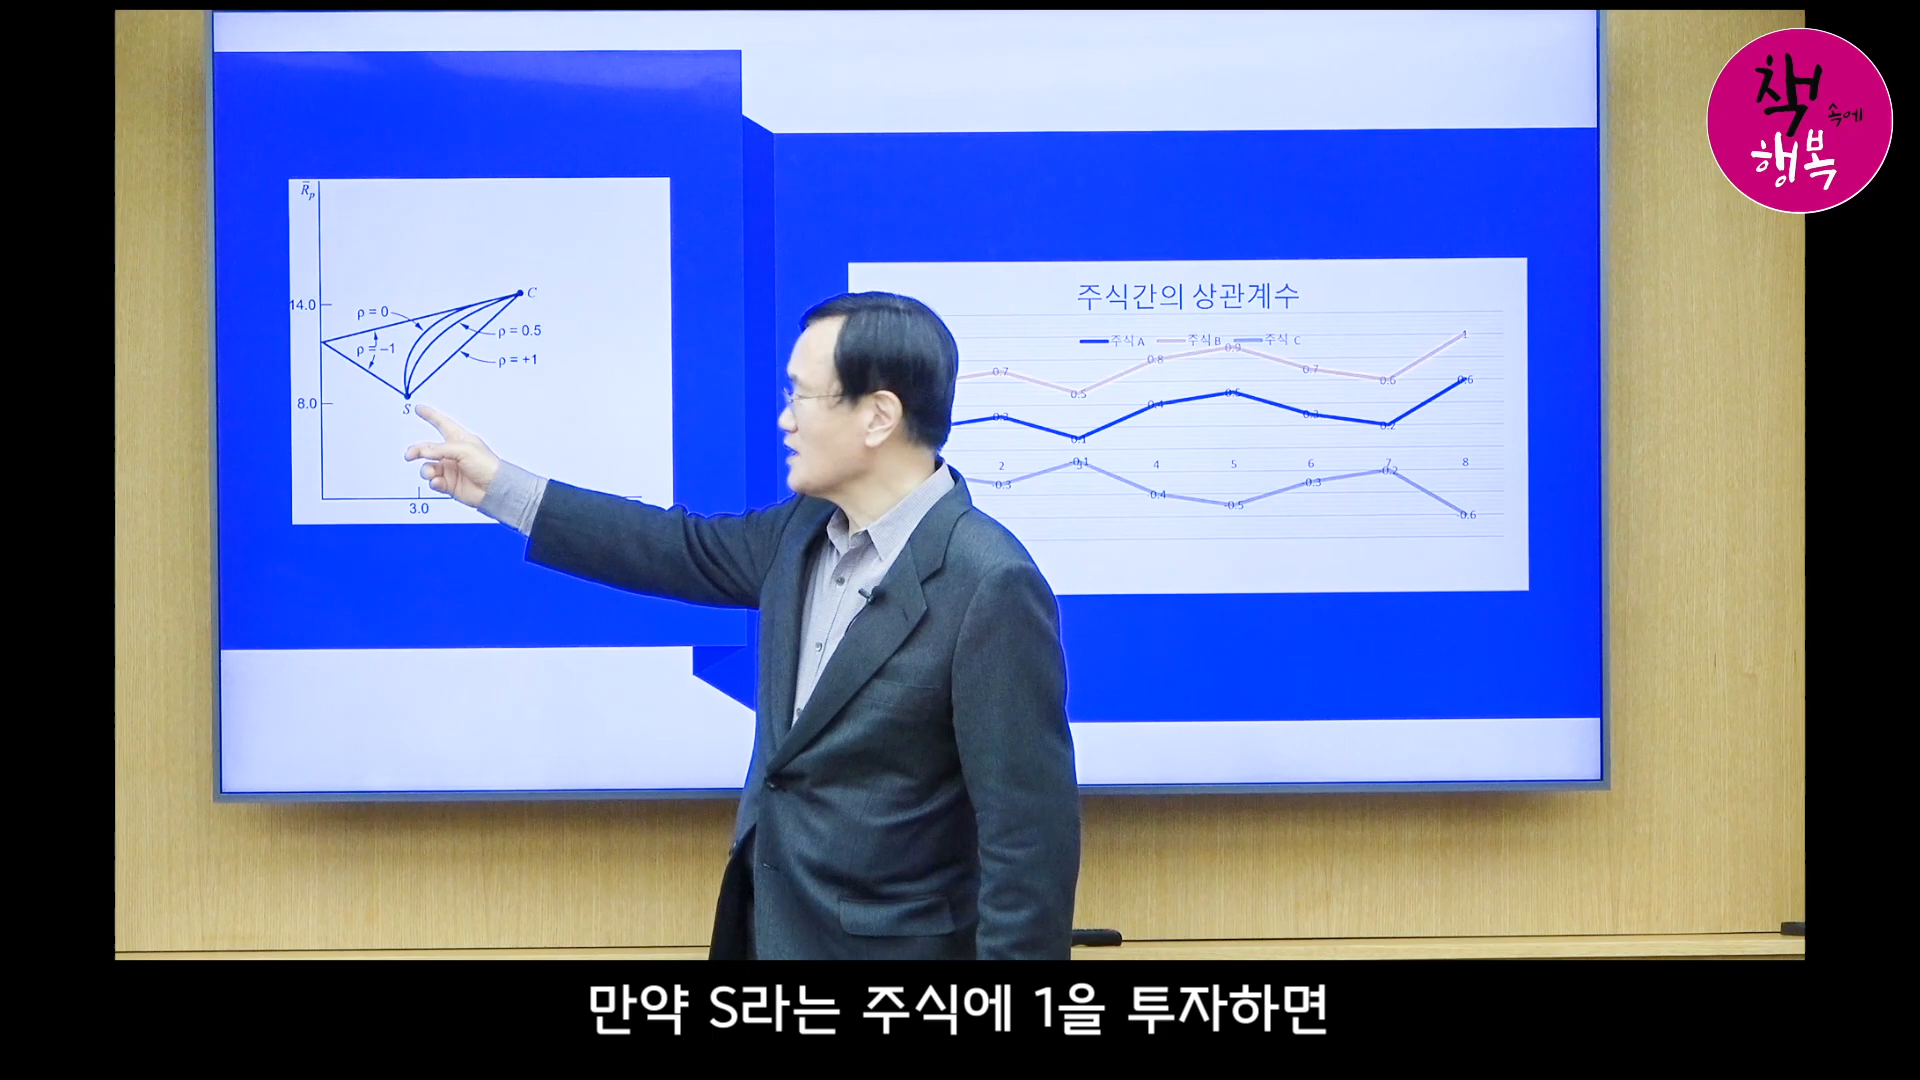 책
속에
행복
R̄p
14.0
8.0
3.0
C
S
ρ = 0
ρ = –1
ρ = 0.5
ρ = +1
주식간의 상관계수
주식 A 주식 B 주식 C
0.7 0.5 0.8 0.9 0.7 0.6 1
0.3 0.1 0.4 0.5 0.3 0.2 0.6
2 3 4 5 6 7 8
-0.3 -0.1 -0.4 -0.5 -0.3 -0.2 -0.6
만약 S라는 주식에 1을 투자하면